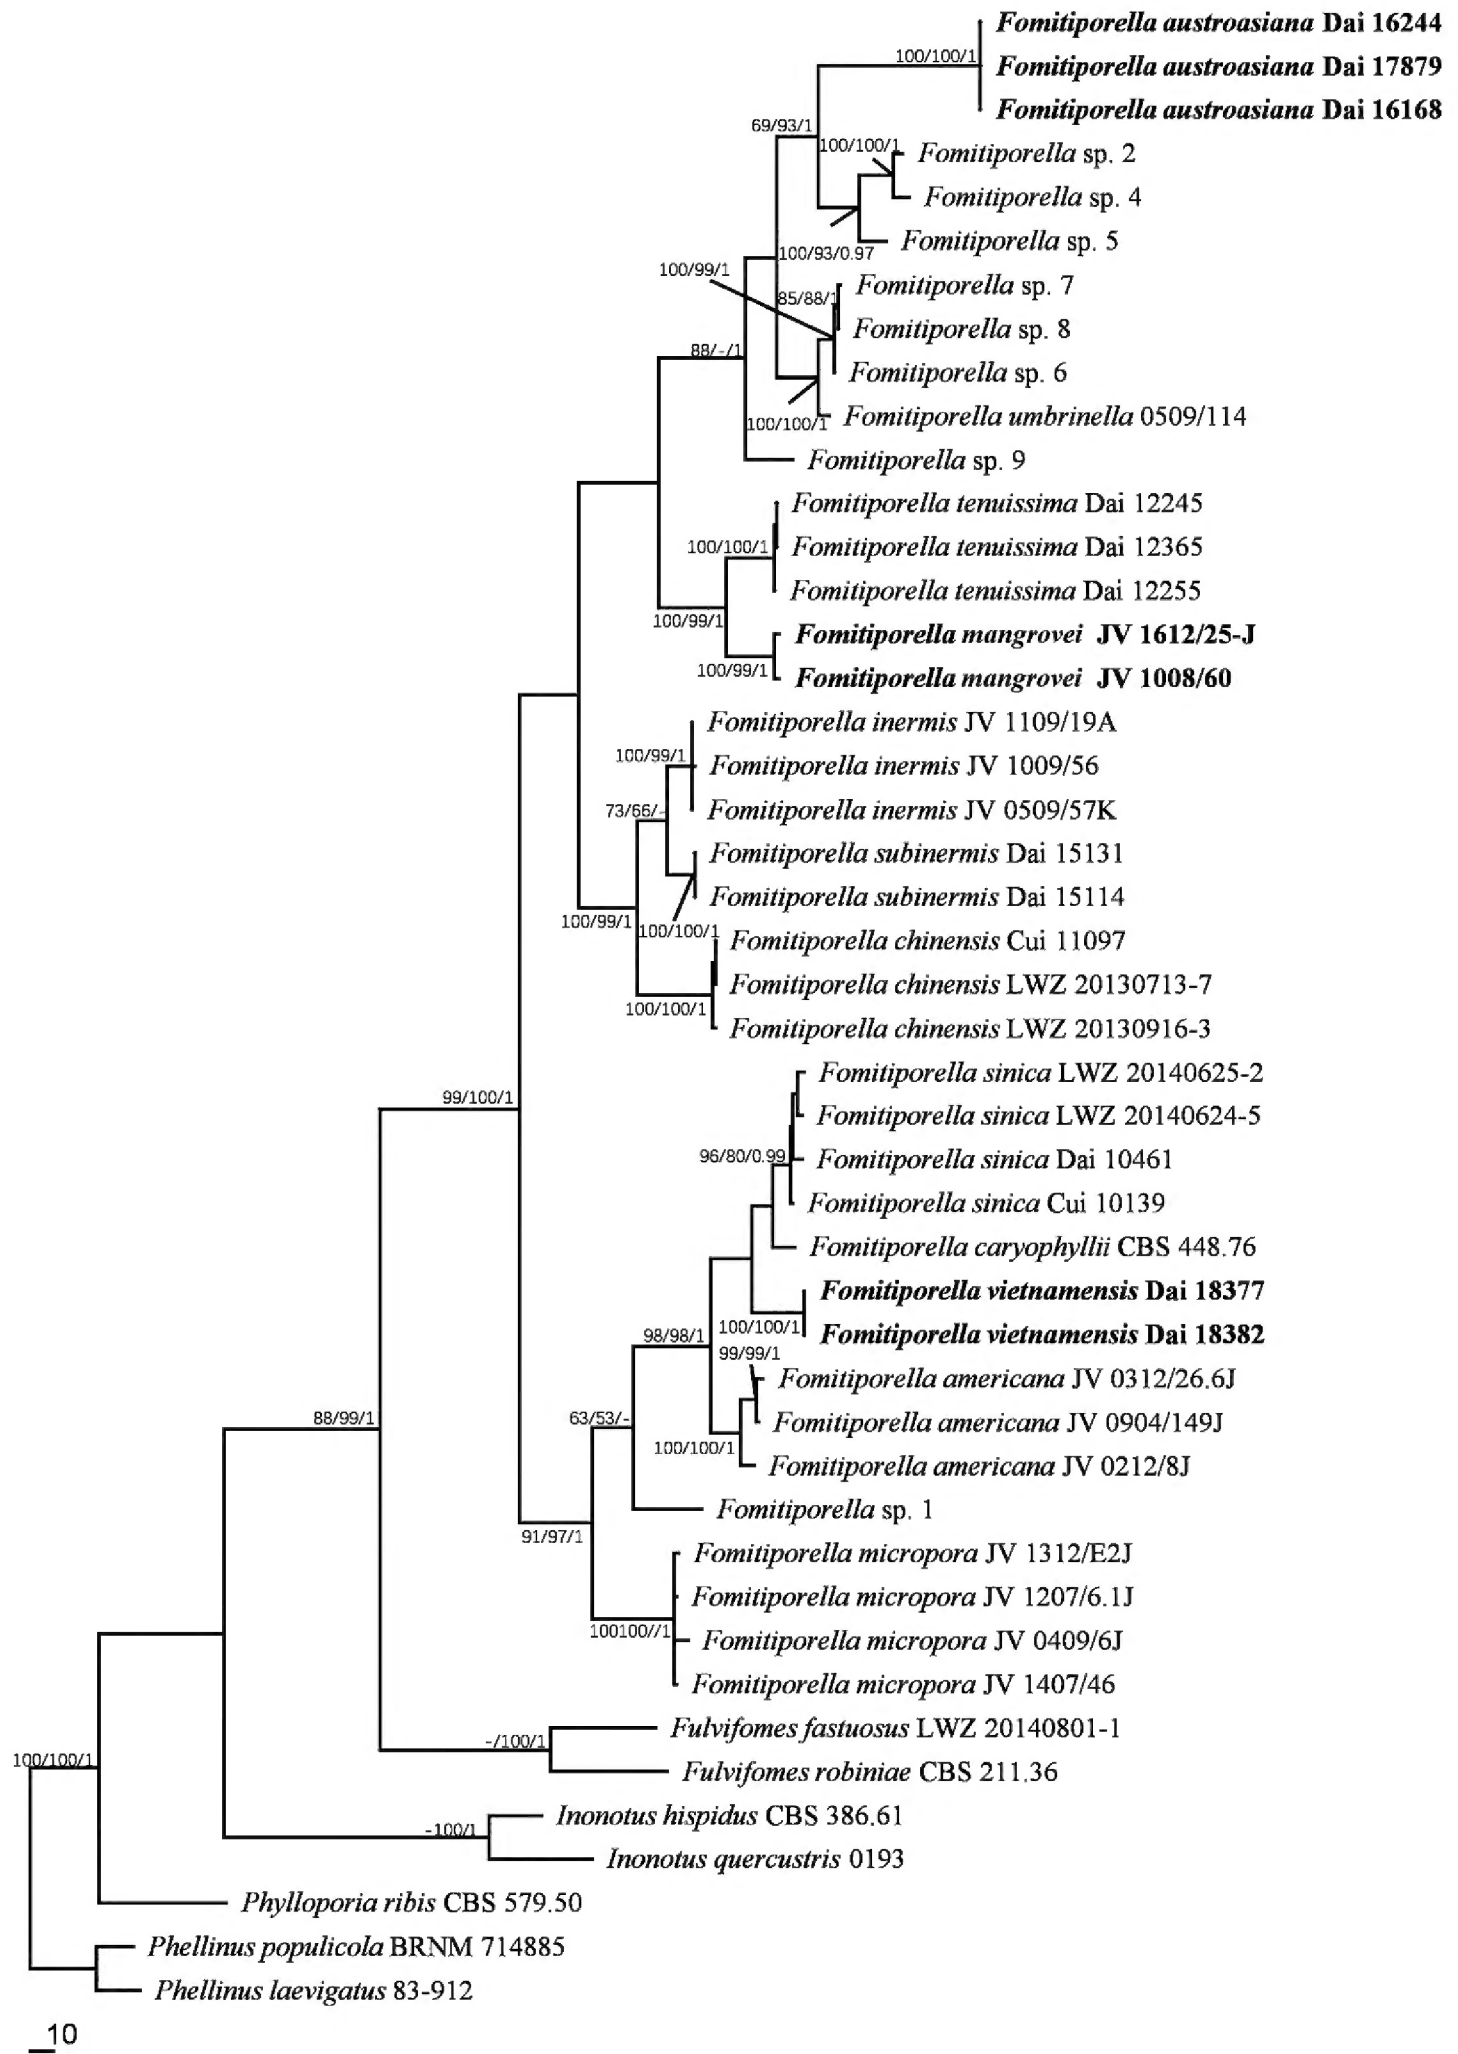 Fomitiporella austroasiana Dai 16244
100/100/1
Fomitiporella austroasiana Dai 17879
Fomitiporella austroasiana Dai 16168
69/93/1
100/100/1
Fomitiporella sp. 2
Fomitiporella sp. 4
Fomitiporella sp. 5
100/93/0.97
100/99/1
Fomitiporella sp. 7
85/88/1
Fomitiporella sp. 8
88/-/1
Fomitiporella sp. 6
Fomitiporella umbrinella 0509/114
100/100/1
Fomitiporella sp. 9
Fomitiporella tenuissima Dai 12245
100/100/1
Fomitiporella tenuissima Dai 12365
Fomitiporella tenuissima Dai 12255
100/99/1
Fomitiporella mangrovei JV 1612/25-J
100/99/1
Fomitiporella mangrovei JV 1008/60
Fomitiporella inermis JV 1109/19A
100/99/1
Fomitiporella inermis JV 1009/56
73/66/-
Fomitiporella inermis JV 0509/57K
Fomitiporella subinermis Dai 15131
Fomitiporella subinermis Dai 15114
100/99/1
100/100/1
Fomitiporella chinensis Cui 11097
Fomitiporella chinensis LWZ 20130713-7
100/100/1
Fomitiporella chinensis LWZ 20130916-3
Fomitiporella sinica LWZ 20140625-2
99/100/1
Fomitiporella sinica LWZ 20140624-5
96/80/0.99
Fomitiporella sinica Dai 10461
Fomitiporella sinica Cui 10139
Fomitiporella caryophyllii CBS 448.76
Fomitiporella vietnamensis Dai 18377
100/100/1
Fomitiporella vietnamensis Dai 18382
98/98/1
99/99/1
Fomitiporella americana JV 0312/26.6J
88/99/1
63/53/-
Fomitiporella americana JV 0904/149J
100/100/1
Fomitiporella americana JV 0212/8J
Fomitiporella sp. 1
91/97/1
Fomitiporella micropora JV 1312/E2J
Fomitiporella micropora JV 1207/6.1J
100100//1
Fomitiporella micropora JV 0409/6J
Fomitiporella micropora JV 1407/46
Fulvifomes fastuosus LWZ 20140801-1
-/100/1
100/100/1
Fulvifomes robiniae CBS 211.36
Inonotus hispidus CBS 386.61
-100/1
Inonotus quercustris 0193
Phylloporia ribis CBS 579.50
Phellinus populicola BRNM 714885
Phellinus laevigatus 83-912
10